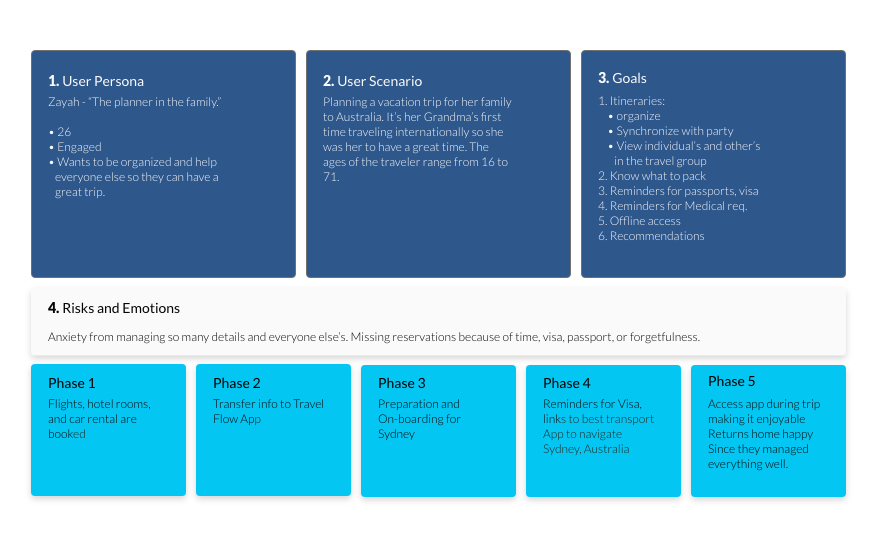 1. User Persona
Zayah - “The planner in the family.”
• 26
• Engaged
• Wants to be organized and help
everyone else so they can have a
great trip.
2. User Scenario
Planning a vacation trip for her family
to Australia. It’s her Grandma’s first
time traveling internationally so she
was her to have a great time. The
ages of the traveler range from 16 to
71.
3. Goals
1. Itineraries:
• organize
• Synchronize with party
• View individual’s and other’s
in the travel group
2. Know what to pack
3. Reminders for passports, visa
4. Reminders for Medical req.
5. Offline access
6. Recommendations
4. Risks and Emotions
Anxiety from managing so many details and everyone else’s. Missing reservations because of time, visa, passport, or forgetfulness.
Phase 1
Flights, hotel rooms,
and car rental are
booked
Phase 2
Transfer info to Travel
Flow App
Phase 3
Preparation and
On-boarding for
Sydney
Phase 4
Reminders for Visa,
links to best transport
App to navigate
Sydney, Australia
Phase 5
Access app during trip
making it enjoyable
Returns home happy
Since they managed
everything well.